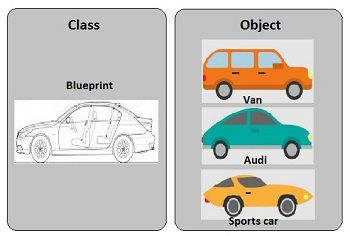 Class
Blueprint
Object
Van
Audi
Sports car